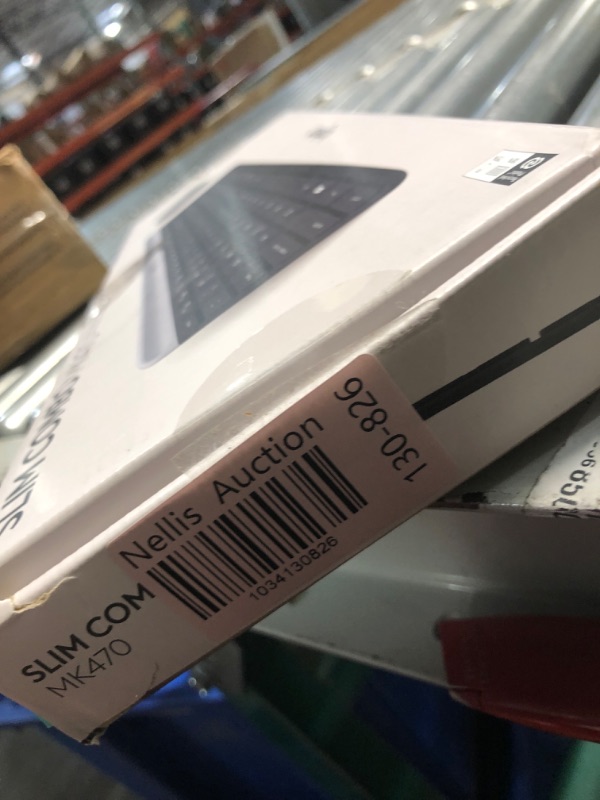 SLIM COMBO
Nellis Auction
130-826
1034130826
SLIM COM
MK470